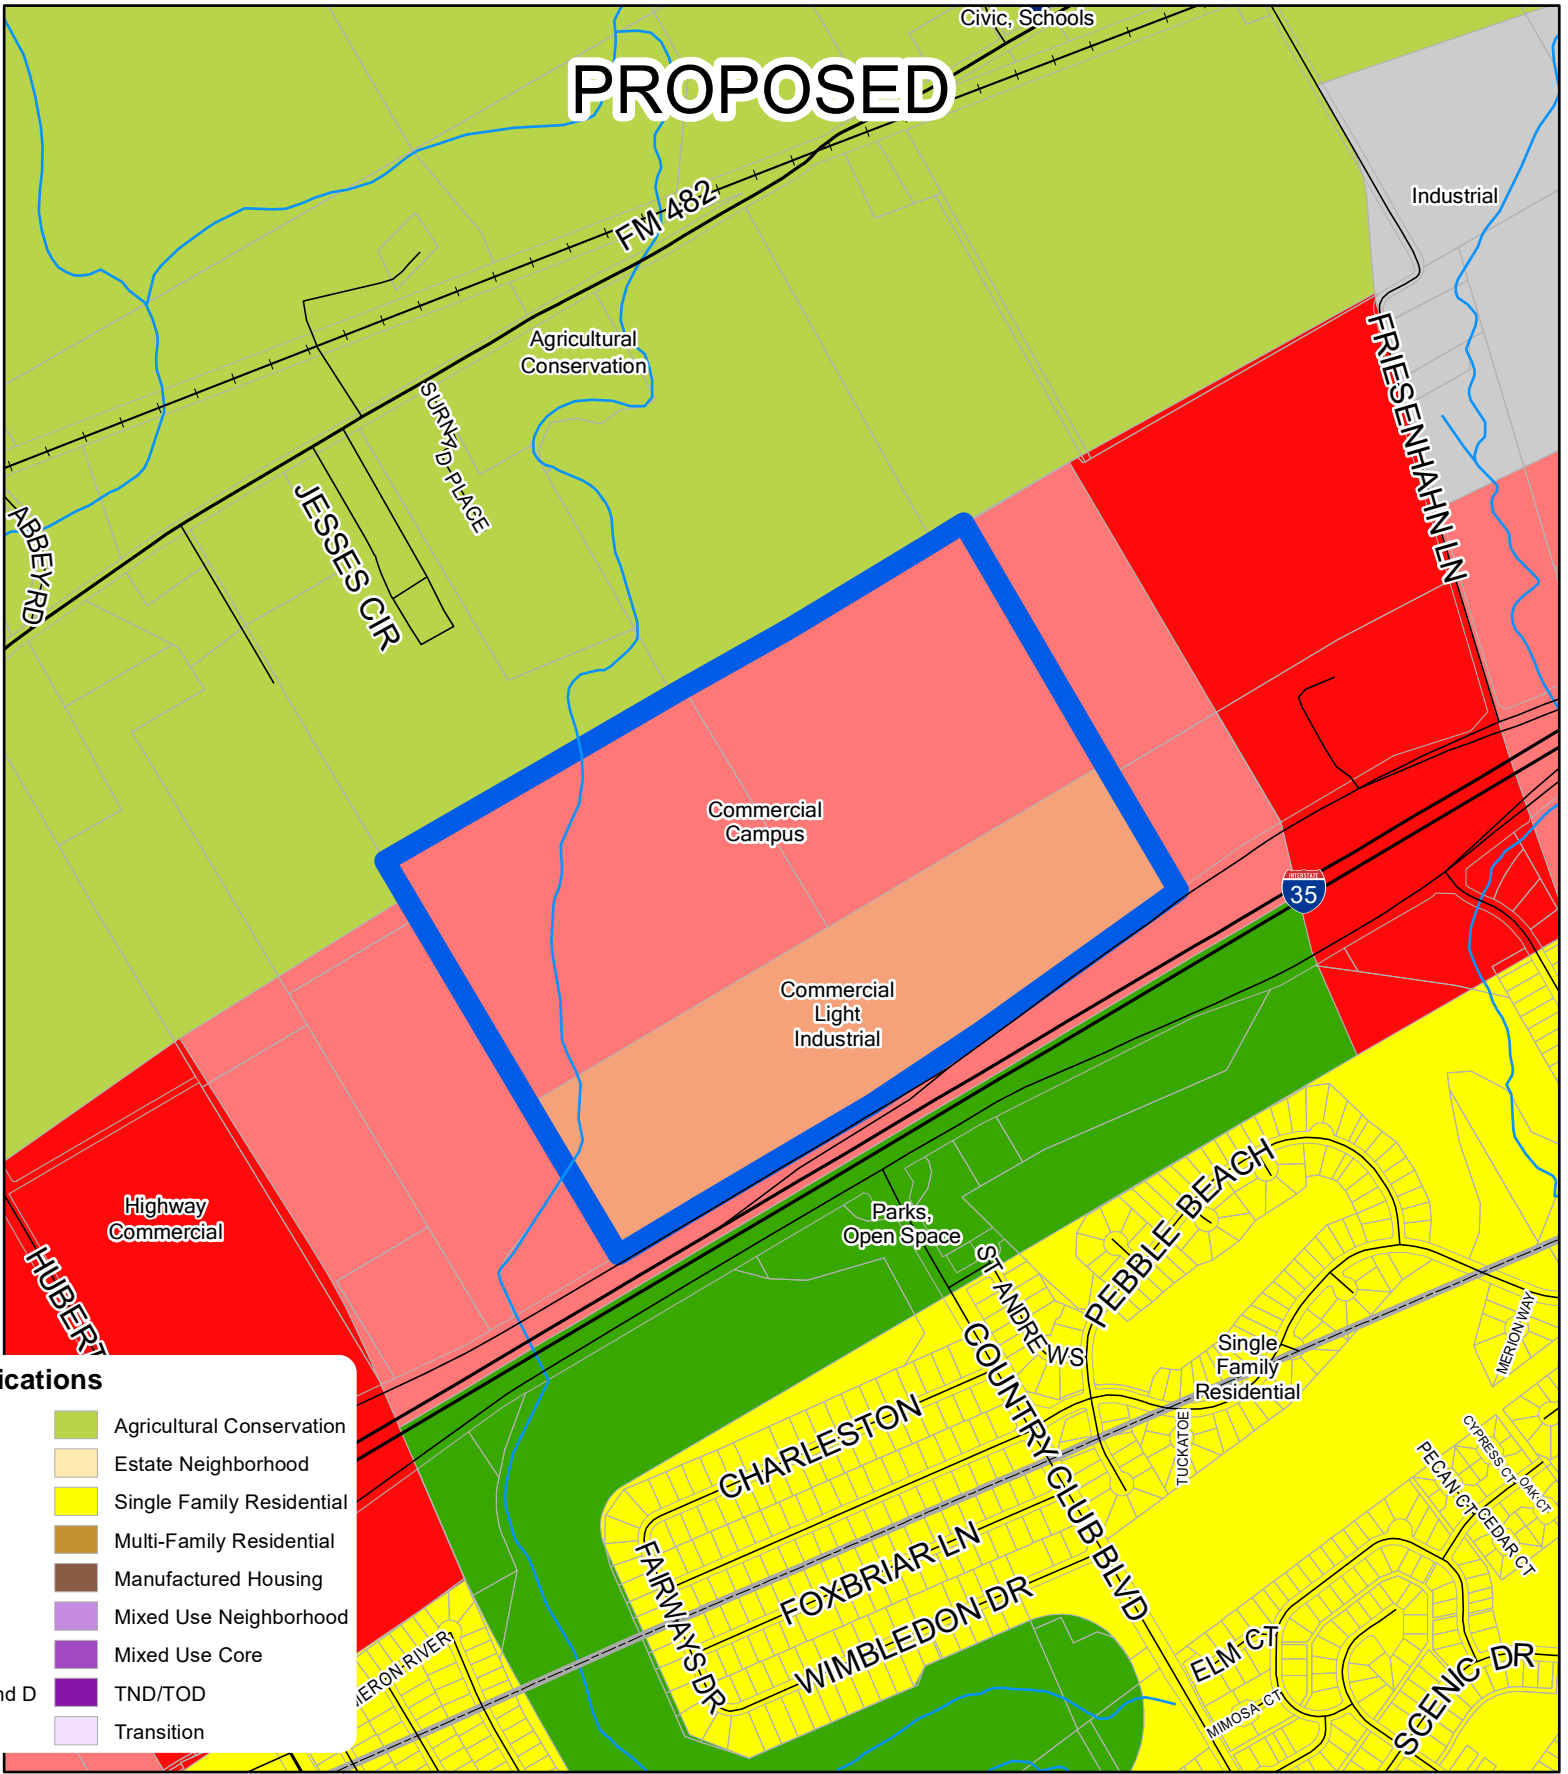 Civic, Schools
PROPOSED
Industrial
FM 482
Agricultural
Conservation
FRIESENHAHN LN
JESSES CIR
ABBEY RD
Commercial
Campus
INTERSTATE
35
Commercial
Light
Industrial
Highway
Commercial
Parks,
Open Space
PEBBLE BEACH
ST ANDREWS
Single
Family
Residential
MERION WAY
COUNTRY CLUB BLVD
CHARLESTON
TUCKATOE
CYPRESS CT
PECAN CT
OAK CT
CEDAR CT
FOXBRIAR LN
FAIRWAYS DR
WIMBLEDON DR
ELM CT
MIMOSA CT
SCENIC DR
HUBERT
ications
Agricultural Conservation
Estate Neighborhood
Single Family Residential
Multi-Family Residential
Manufactured Housing
Mixed Use Neighborhood
Mixed Use Core
nd D
TND/TOD
Transition
MERON RIVER